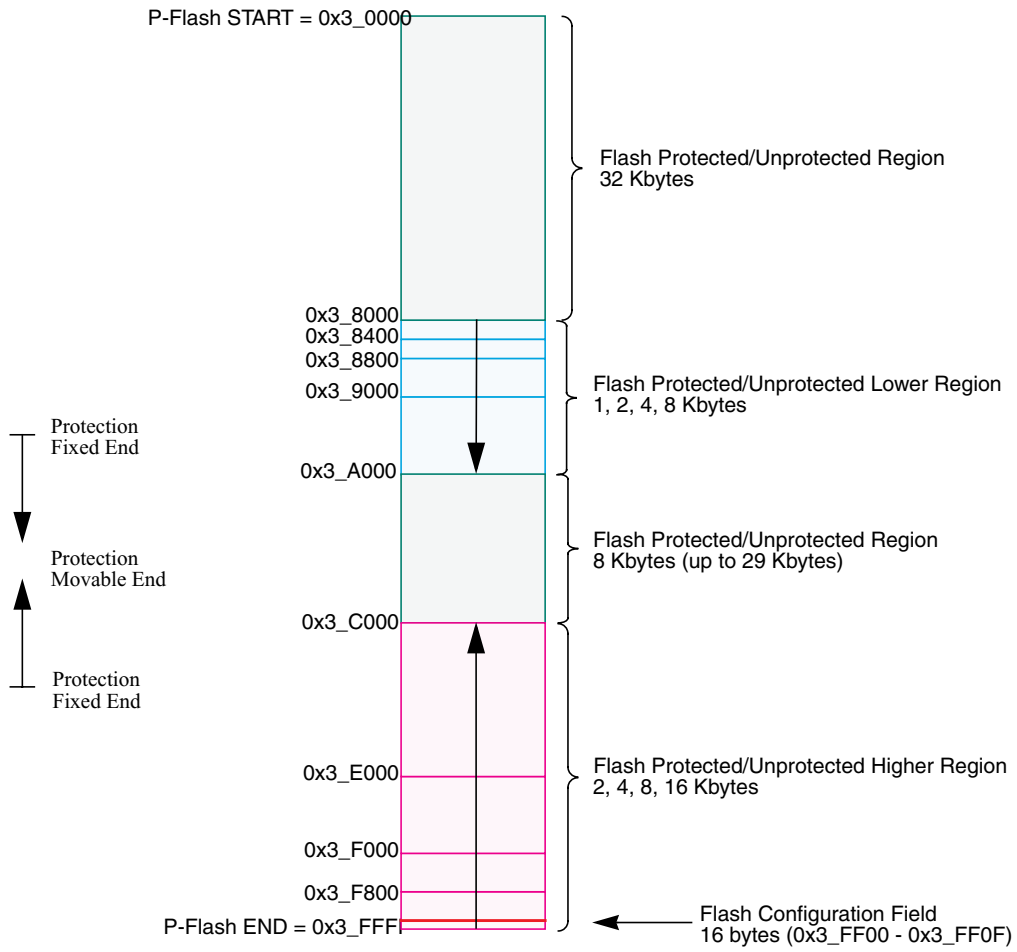 P-Flash START = 0x3_0000
Flash Protected/Unprotected Region
32 Kbytes
0x3_8000
0x3_8400
0x3_8800
0x3_9000
Flash Protected/Unprotected Lower Region
1, 2, 4, 8 Kbytes
Protection
Fixed End
0x3_A000
Protection
Movable End
Flash Protected/Unprotected Region
8 Kbytes (up to 29 Kbytes)
0x3_C000
Protection
Fixed End
0x3_E000
Flash Protected/Unprotected Higher Region
2, 4, 8, 16 Kbytes
0x3_F000
0x3_F800
P-Flash END = 0x3_FFF
Flash Configuration Field
16 bytes (0x3_FF00 - 0x3_FF0F)